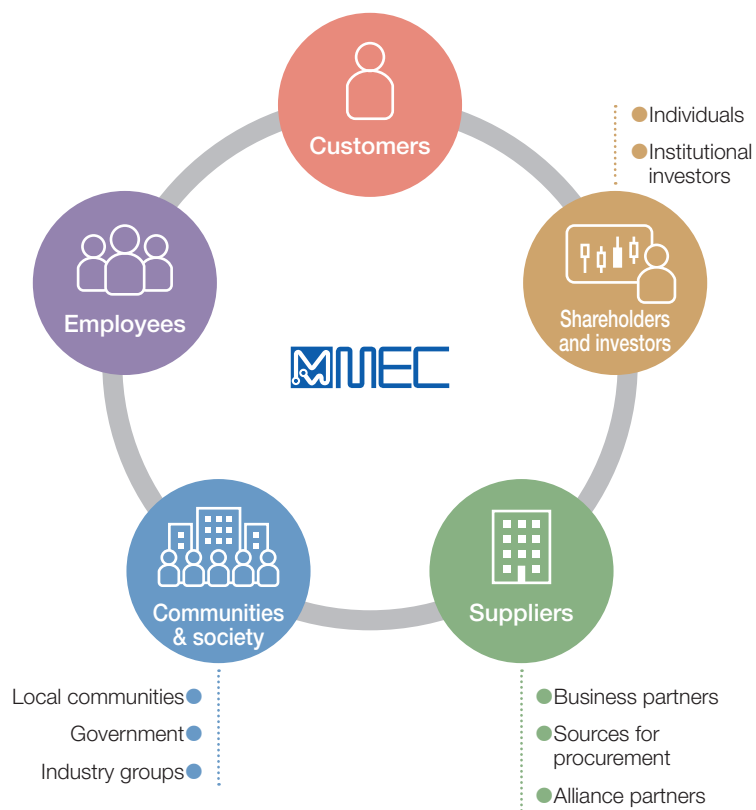 Customers
Individuals
Institutional
investors
Shareholders
and investors
Employees
MEC
Communities
& society
Suppliers
Local communities
Government
Industry groups
Business partners
Sources for
procurement
Alliance partners